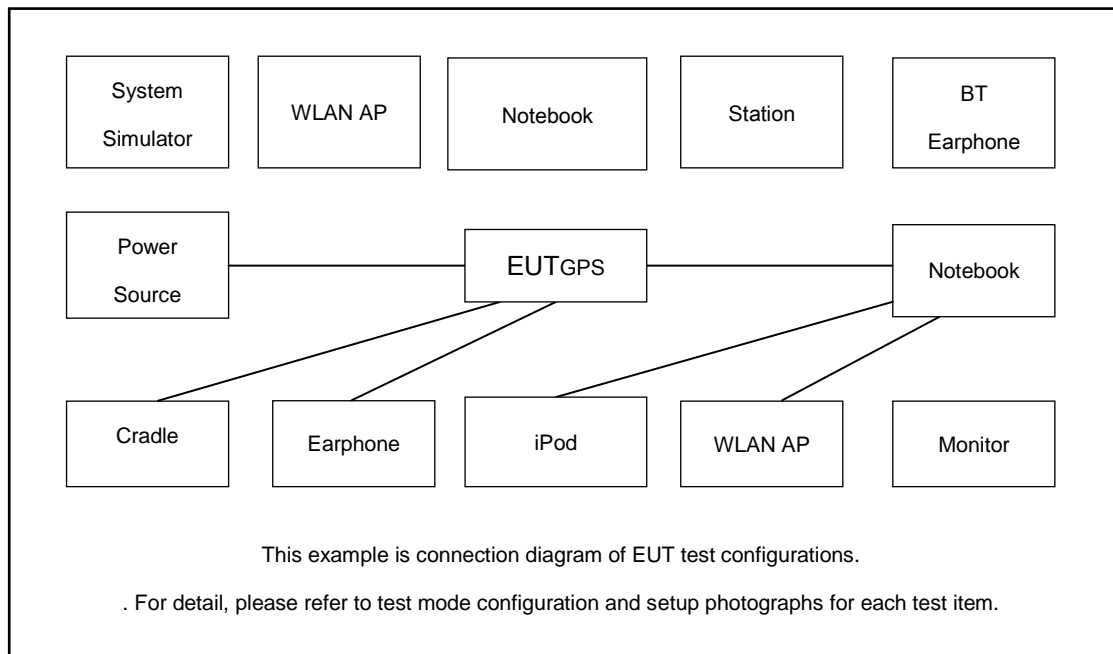 System
Simulator
WLAN AP
Notebook
Station
BT
Earphone
Power
Source
EUTGPS
Notebook
Cradle
Earphone
iPod
WLAN AP
Monitor
This example is connection diagram of EUT test configurations.
. For detail, please refer to test mode configuration and setup photographs for each test item.